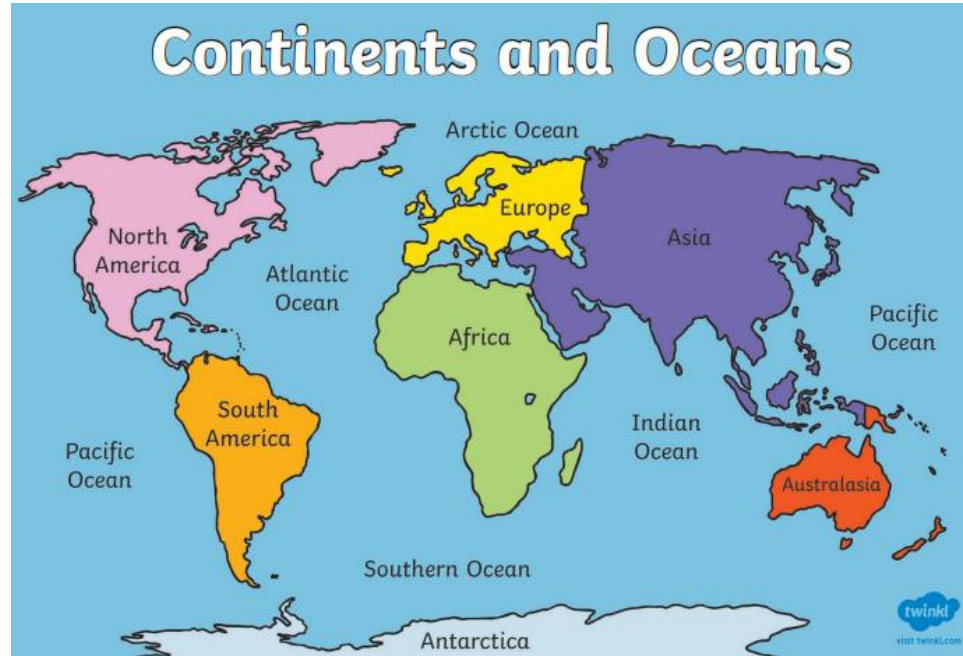 Continents and Oceans
Arctic Ocean
North
America
Atlantic
Ocean
Europe
Asia
Africa
Pacific
Ocean
South
America
Pacific
Ocean
Indian
Ocean
Australasia
Southern Ocean
Antarctica
twinkl
visit twinkl.com